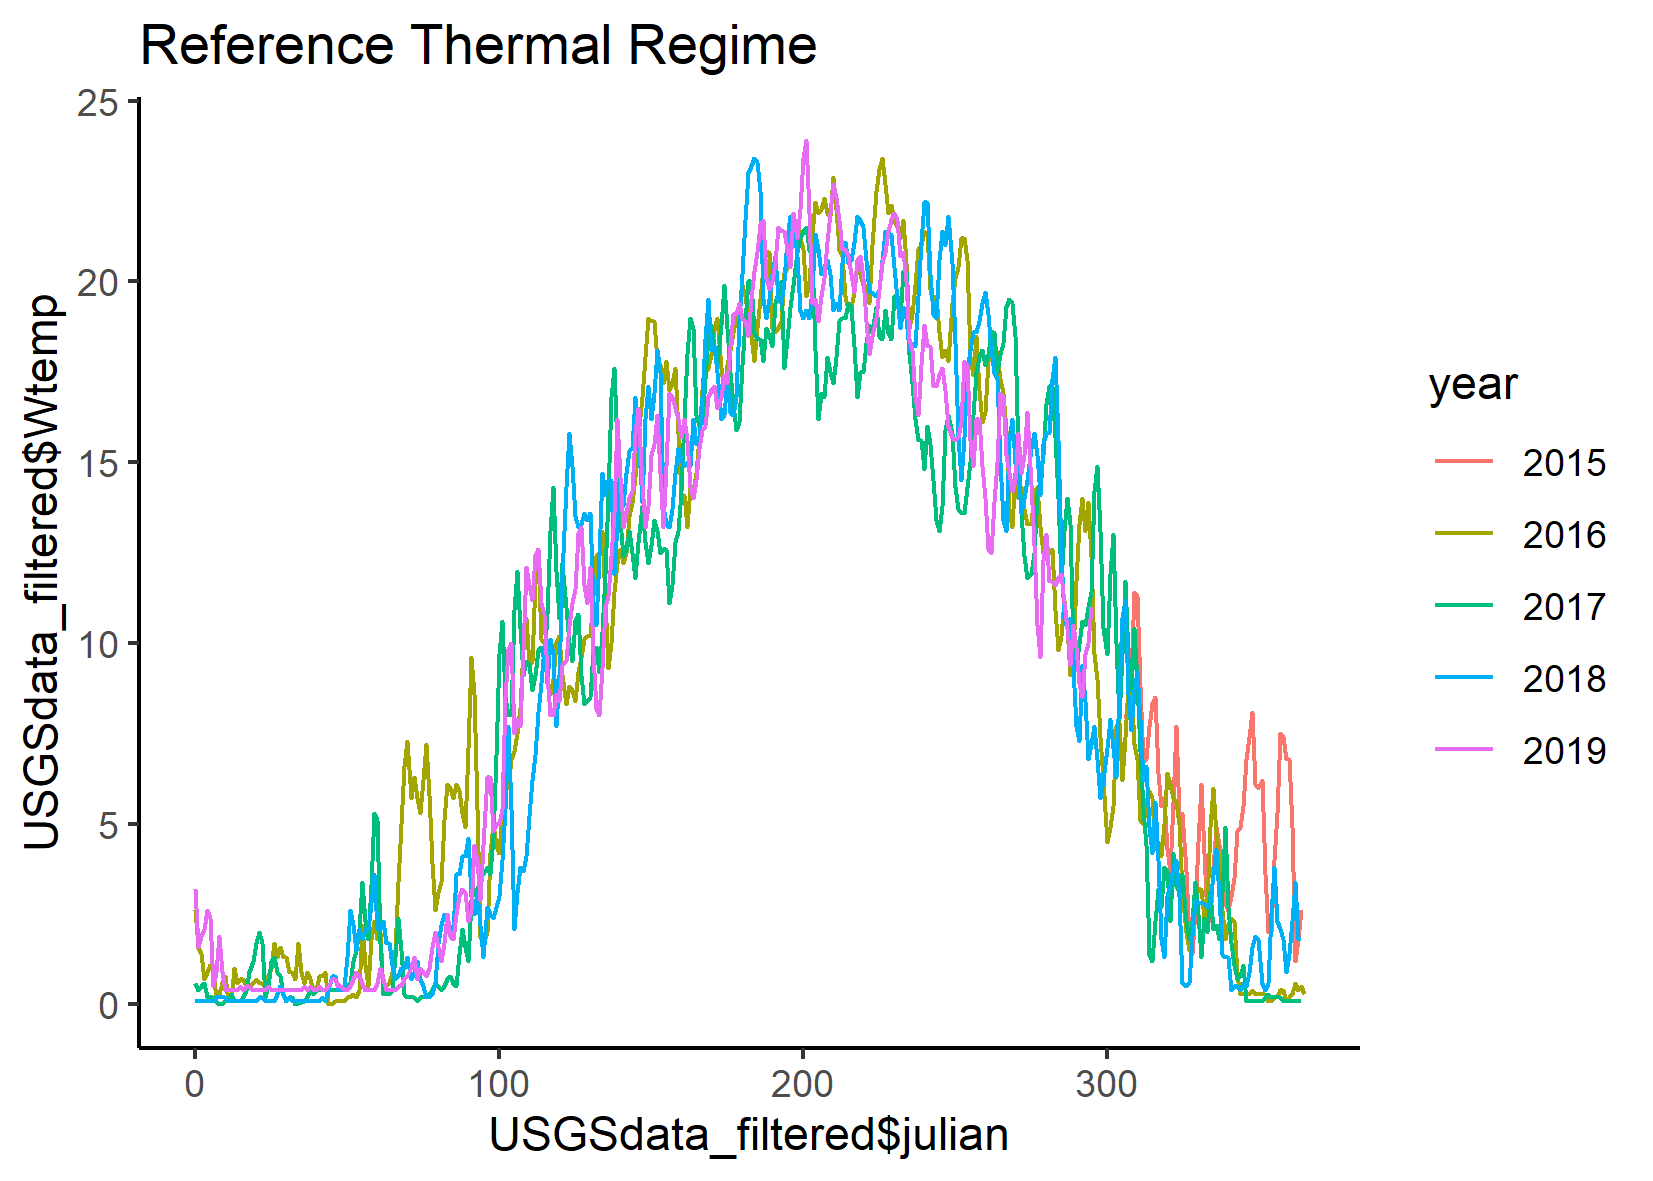 Reference Thermal Regime
25
20
15
10
5
0
USGSdata_filtered$Wtemp
0 100 200 300
USGSdata_filtered$julian
year
2015
2016
2017
2018
2019